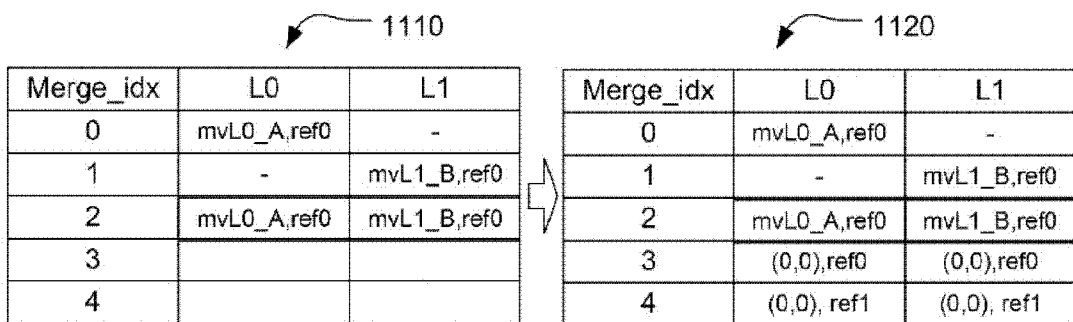 1110
1120
Merge_idx L0 L1
0 mvL0_A,ref0 -
1 - mvL1_B,ref0
2 mvL0_A,ref0 mvL1_B,ref0
3
4
Merge_idx L0 L1
0 mvL0_A,ref0 -
1 - mvL1_B,ref0
2 mvL0_A,ref0 mvL1_B,ref0
3 (0,0),ref0 (0,0),ref0
4 (0,0), ref1 (0,0), ref1